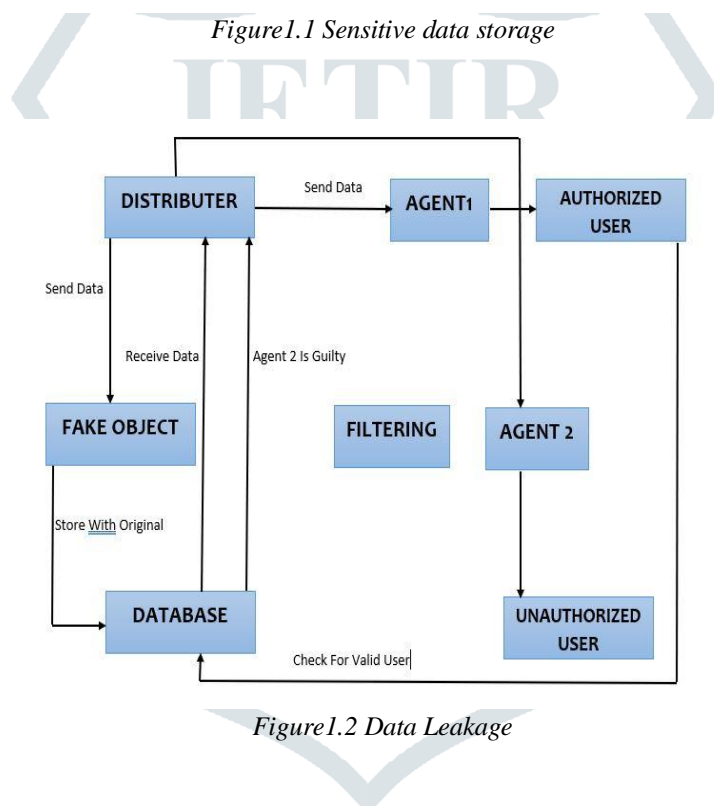 Figure1.1 Sensitive data storage
JETIR
DISTRIBUTER
Send Data
AGENT1
AUTHORIZED
USER
Send Data
Receive Data
Agent 2 Is Guilty
FAKE OBJECT
FILTERING
AGENT 2
Store With Original
DATABASE
UNAUTHORIZED
USER
Check For Valid User
Figure1.2 Data Leakage